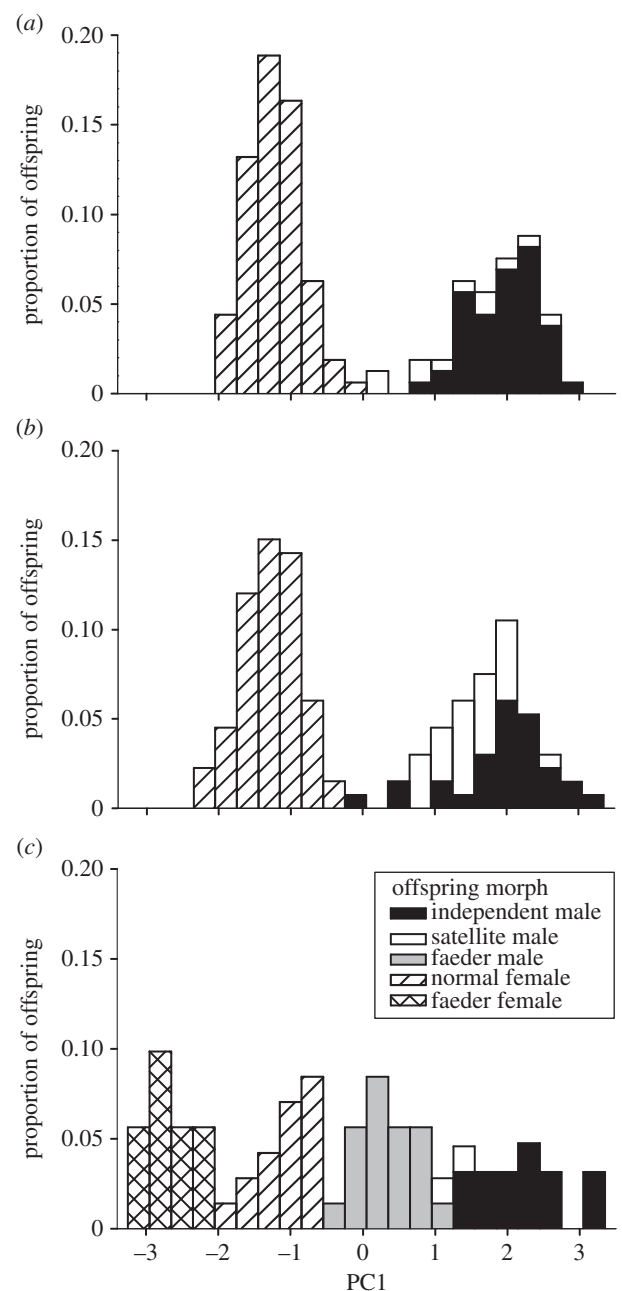 (a)
0.20
0.15
0.10
0.05
0
proportion of offspring
(b)
0.20
0.15
0.10
0.05
0
proportion of offspring
(c)
0.20
0.15
0.10
0.05
0
proportion of offspring
offspring morph
independent male
satellite male
faeder male
normal female
faeder female
–3 –2 –1 0 1 2 3
PC1